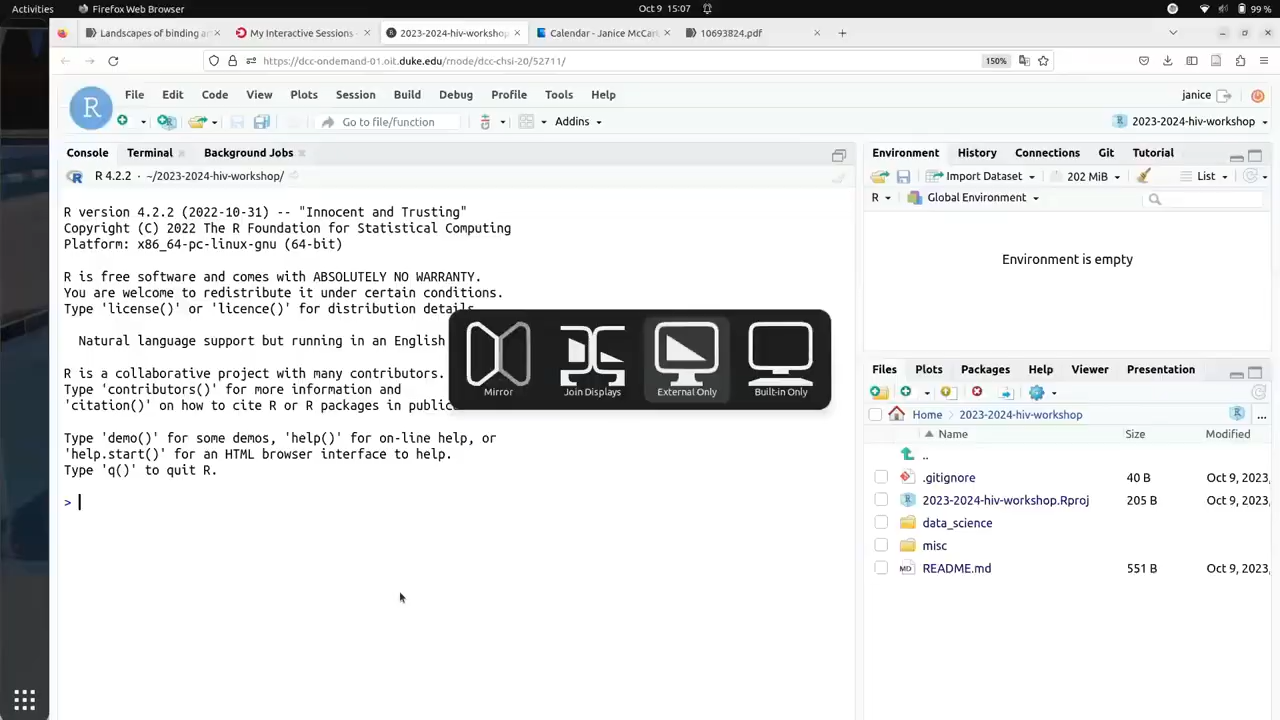 Activities Firefox Web Browser Oct 9 15:07 99 %
Landscapes of binding an My Interactive Sessions - 2023-2024-hiv-workshop Calendar - Janice McCar 10693824.pdf
https://dcc-ondemand-01.oit.duke.edu/rnode/dcc-chsi-20/52711/ 150%
File Edit Code View Plots Session Build Debug Profile Tools Help janice
Go to file/function Addins 2023-2024-hiv-workshop
Console Terminal Background Jobs
R 4.2.2 · ~/2023-2024-hiv-workshop/
R version 4.2.2 (2022-10-31) -- "Innocent and Trusting"
Copyright (C) 2022 The R Foundation for Statistical Computing
Platform: x86_64-pc-linux-gnu (64-bit)
R is free software and comes with ABSOLUTELY NO WARRANTY.
You are welcome to redistribute it under certain conditions.
Type 'license()' or 'licence()' for distribution details.
Natural language support but running in an English
R is a collaborative project with many contributors.
Type 'contributors()' for more information and
'citation()' on how to cite R or R packages in public
Type 'demo()' for some demos, 'help()' for on-line help, or
'help.start()' for an HTML browser interface to help.
Type 'q()' to quit R.
>
Mirror Join Displays External Only Built-in Only
Environment History Connections Git Tutorial
Import Dataset 202 MiB List
R Global Environment
Environment is empty
Files Plots Packages Help Viewer Presentation
Home 2023-2024-hiv-workshop ...
Name Size Modified
..
.gitignore 40 B Oct 9, 2023,
2023-2024-hiv-workshop.Rproj 205 B Oct 9, 2023,
data_science
misc
README.md 551 B Oct 9, 2023,